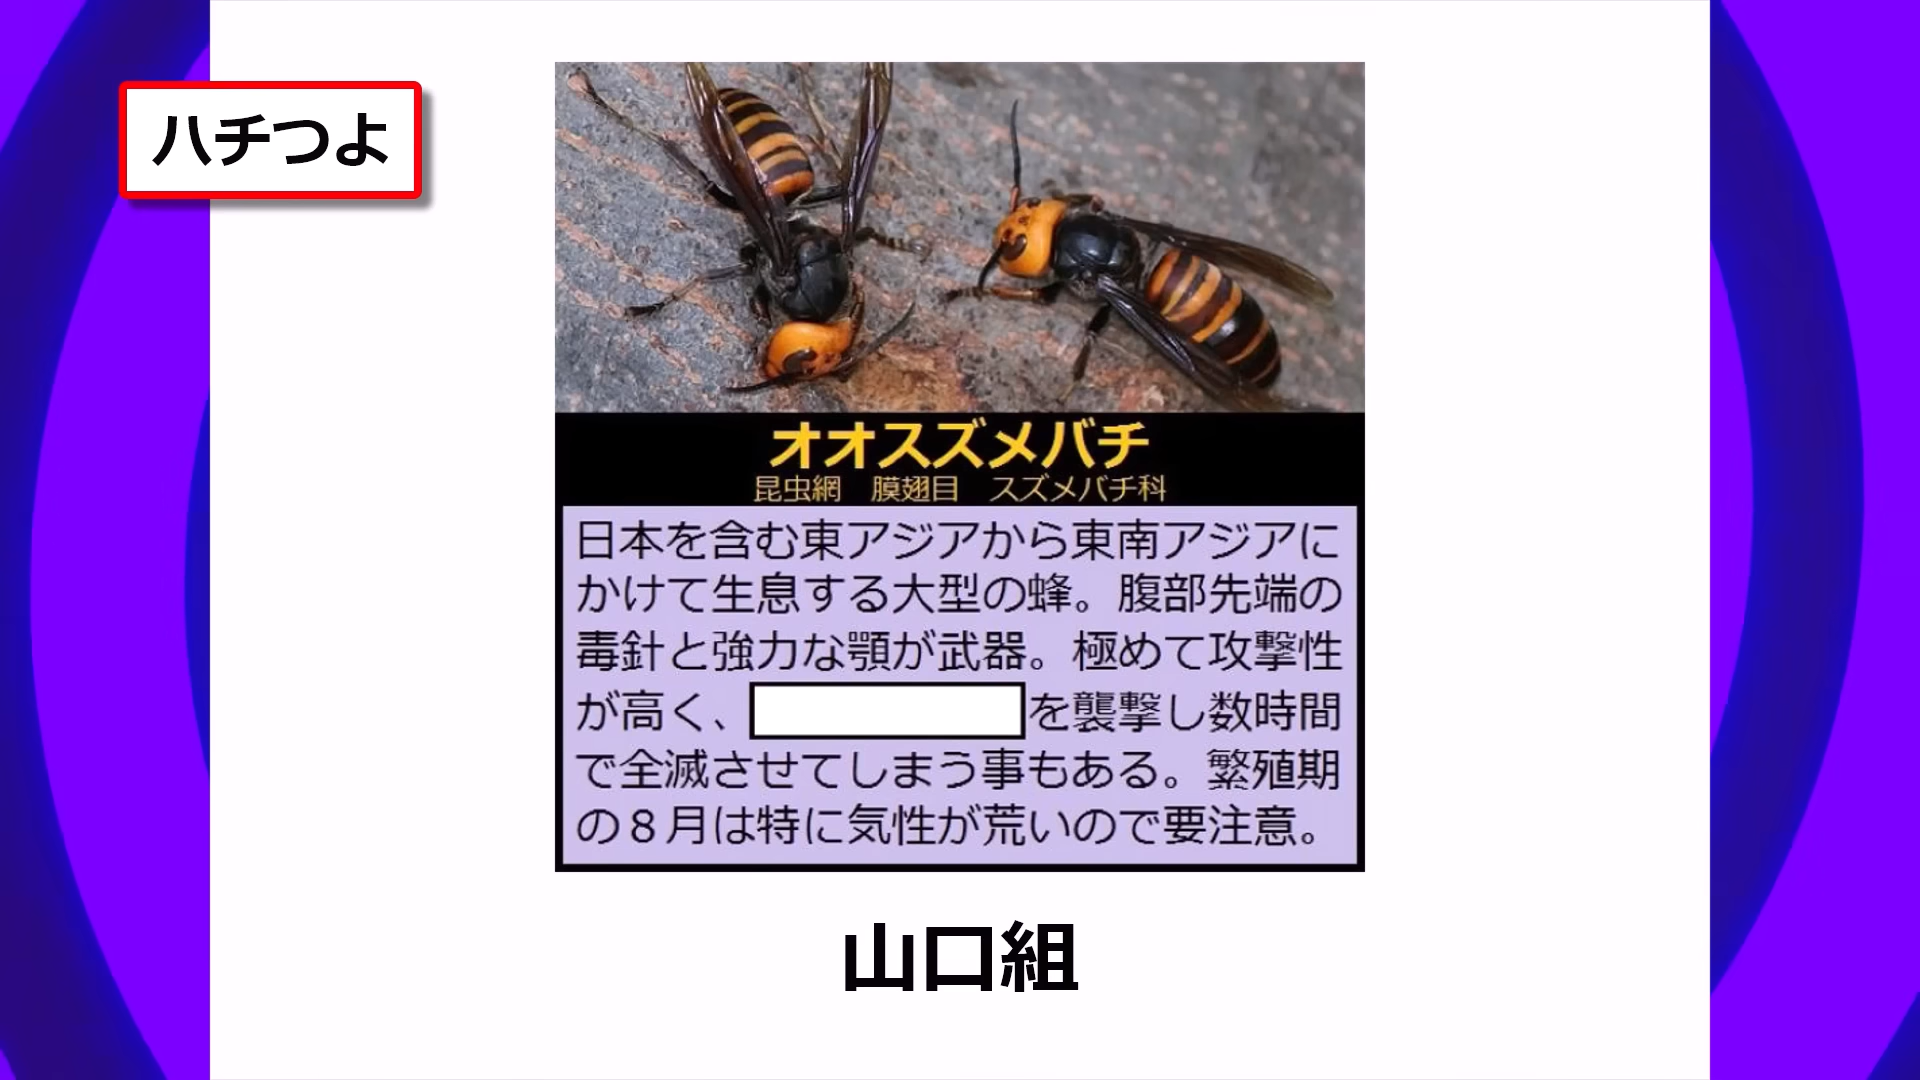 ハチつよ
オオスズメバチ
昆虫網　膜翅目　スズメバチ科
日本を含む東アジアから東南アジアに
かけて生息する大型の蜂。腹部先端の
毒針と強力な顎が武器。極めて攻撃性
が高く、　　　　　　を襲撃し数時間
で全滅させてしまう事もある。繁殖期
の８月は特に気性が荒いので要注意。
山口組